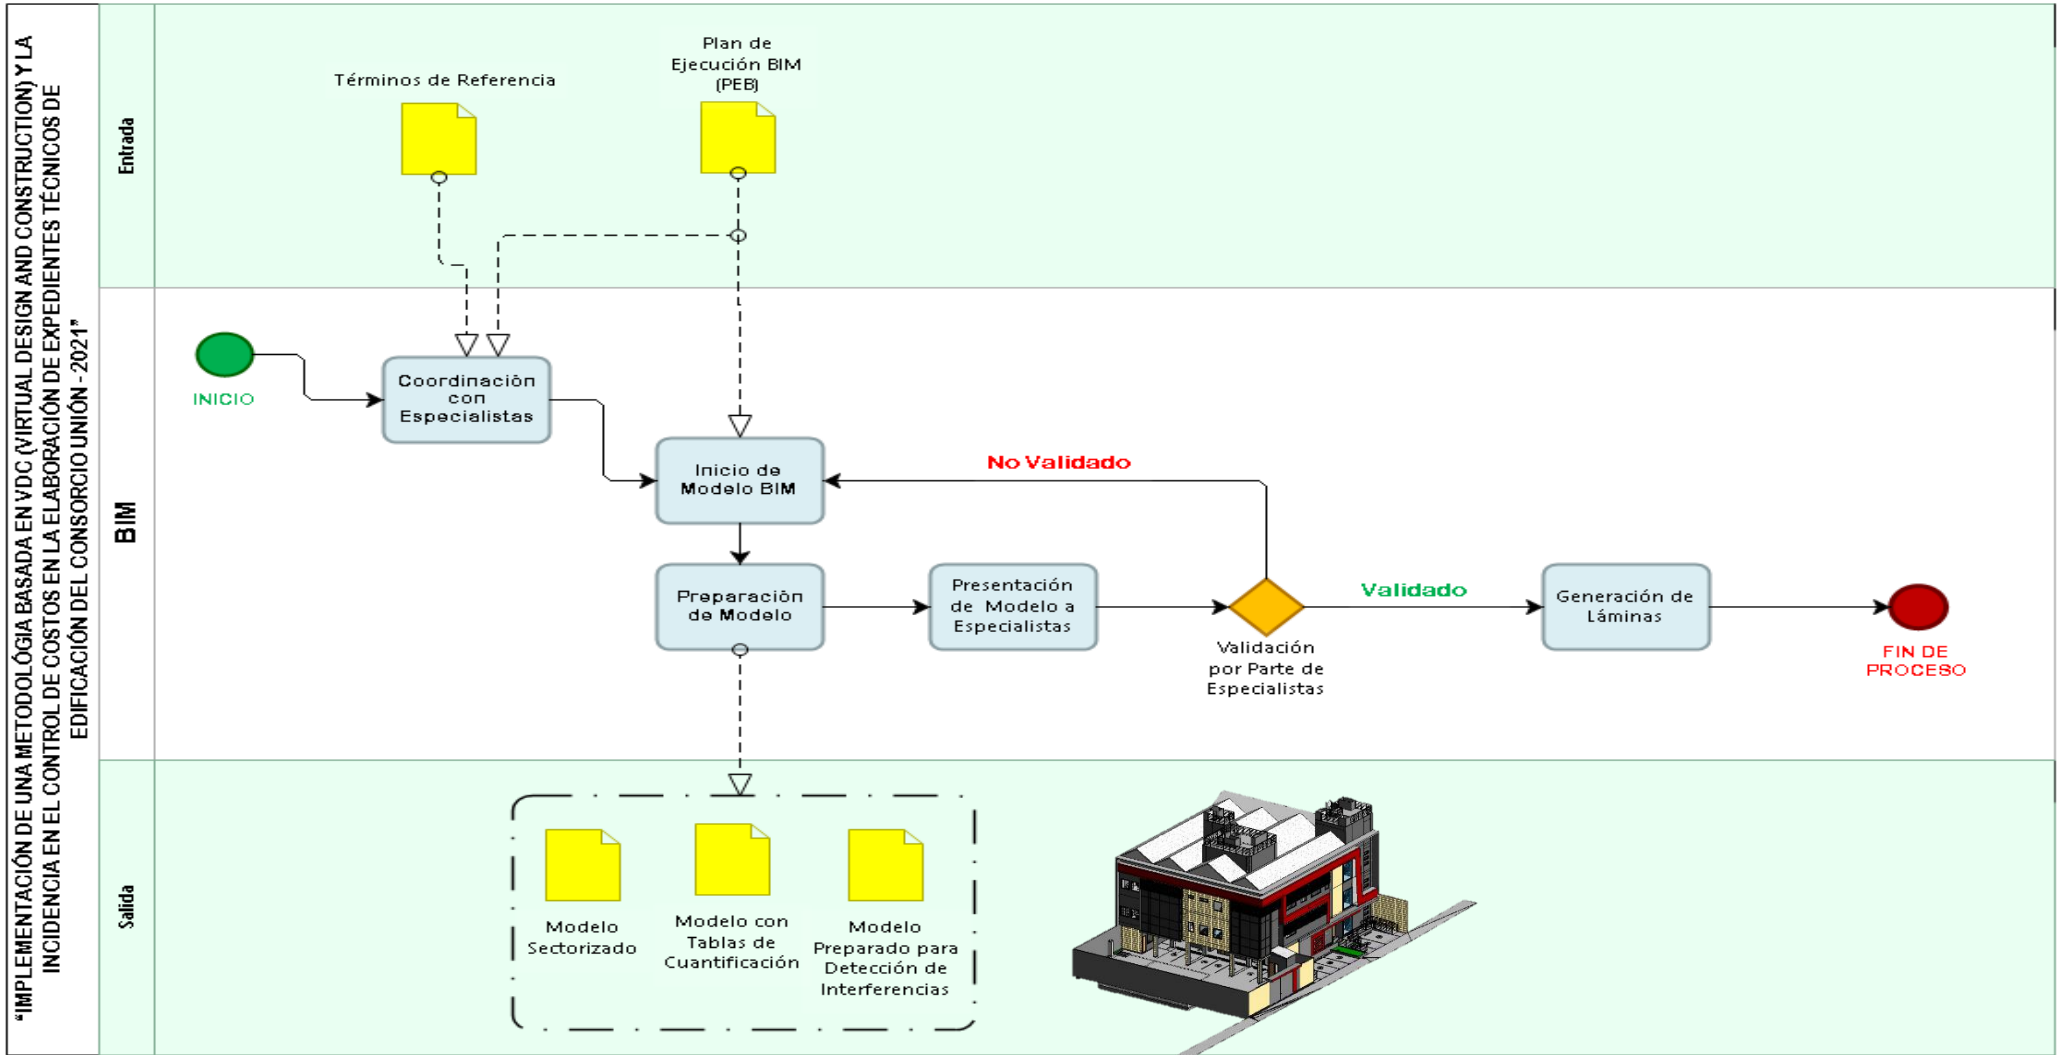 “IMPLEMENTACIÓN DE UNA METODOLÓGIA BASADA EN VDC (VIRTUAL DESIGN AND CONSTRUCTION) Y LA
INCIDENCIA EN EL CONTROL DE COSTOS EN LA ELABORACIÓN DE EXPEDIENTES TÉCNICOS DE
EDIFICACIÓN DEL CONSORCIO UNIÓN - 2021”
Entrada
Términos de Referencia
Plan de
Ejecución BIM
(PEB)
BIM
INICIO
Coordinación
con
Especialistas
Inicio de
Modelo BIM
No Validado
Preparación
de Modelo
Presentación
de Modelo a
Especialistas
Validación
por Parte de
Especialistas
Validado
Generación de
Láminas
FIN DE
PROCESO
Salida
Modelo
Sectorizado
Modelo con
Tablas de
Cuantificación
Modelo
Preparado para
Detección de
Interferencias